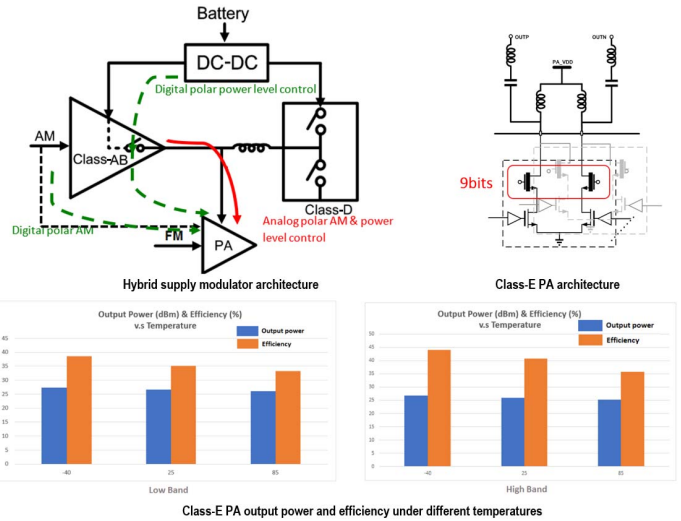 Battery
DC-DC
Digital polar power level control
AM
Class-AB
Class-D
Digital polar AM
FM
PA
Analog polar AM & power
level control
Hybrid supply modulator architecture
OUTP
OUTN
PA_VDD
9bits
Class-E PA architecture
Output Power (dBm) & Efficiency (%)
v.s Temperature
Output power
Efficiency
45
40
35
30
25
20
15
10
5
0
-40
25
85
Low Band
Output Power (dBm) & Efficiency (%)
v.s Temperature
Output power
Efficiency
50
45
40
35
30
25
20
15
10
5
0
-40
25
85
High Band
Class-E PA output power and efficiency under different temperatures